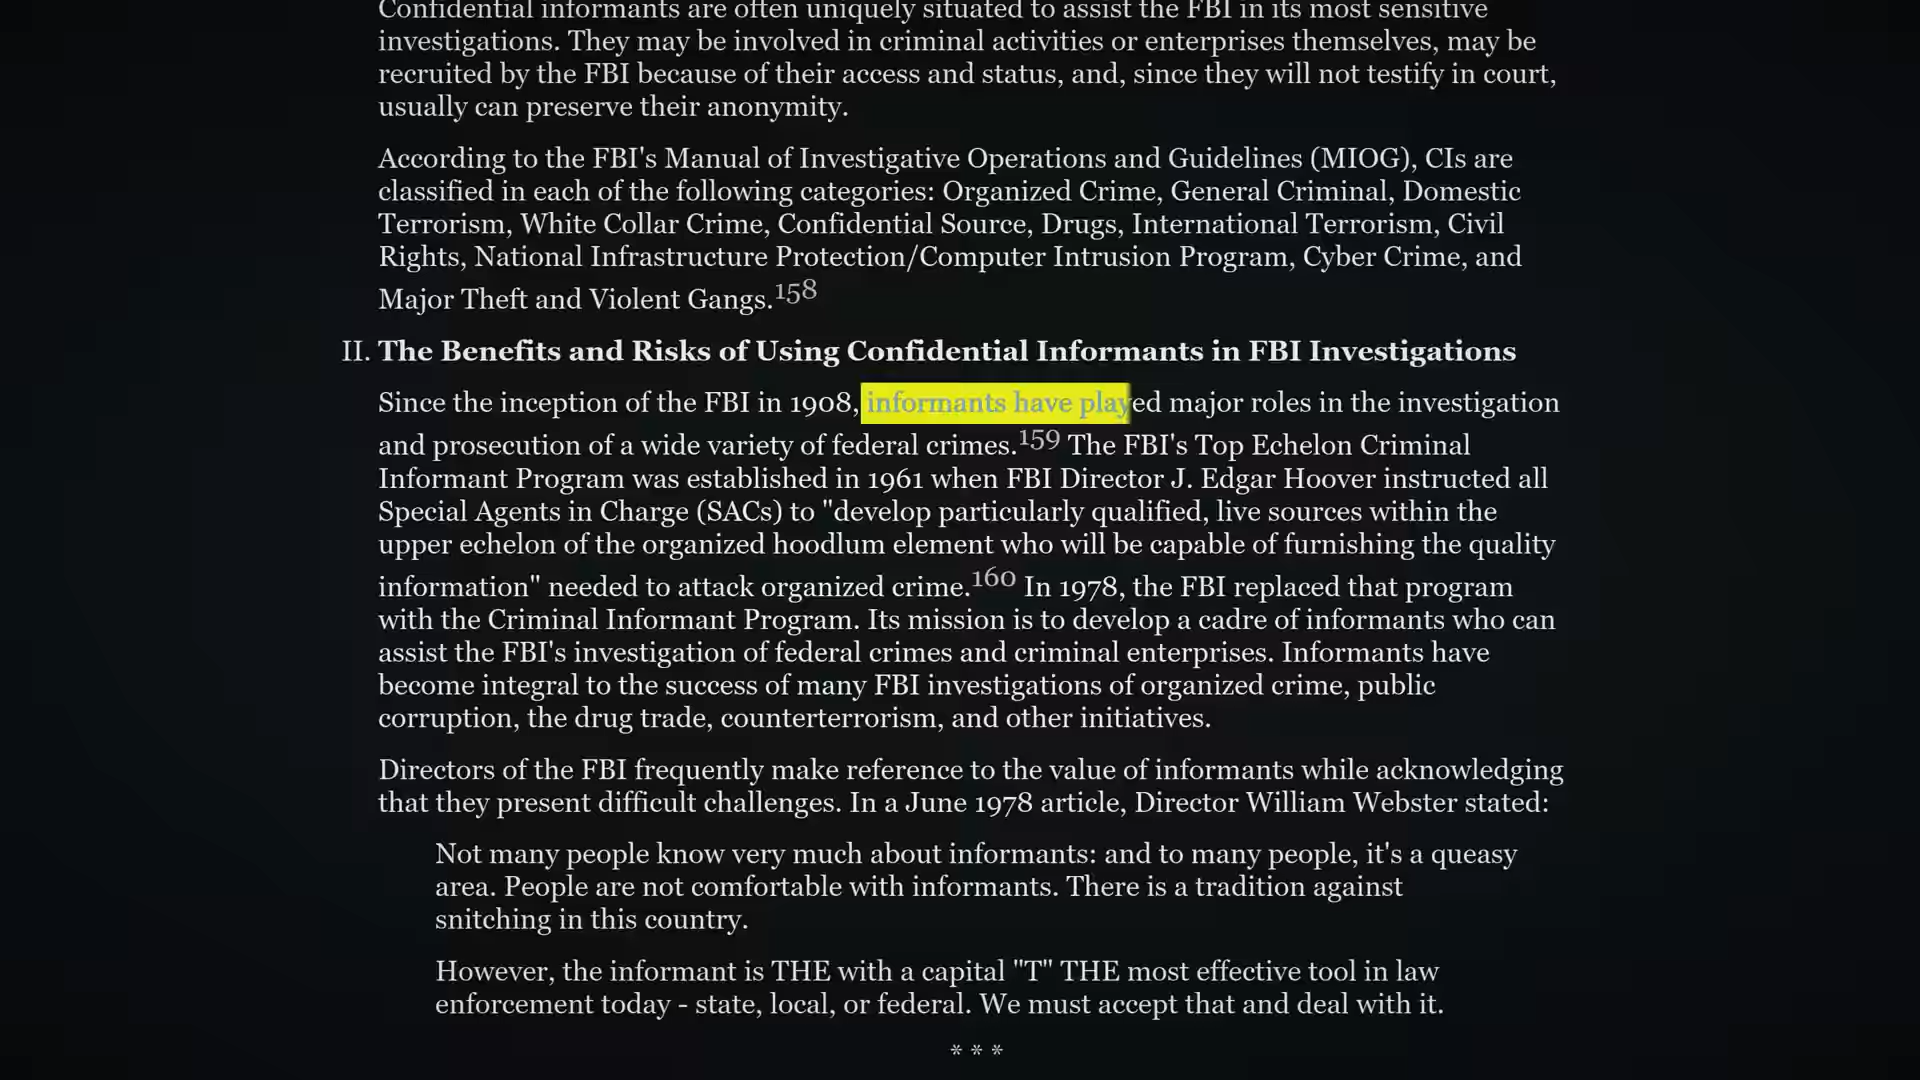 Confidential informants are often uniquely situated to assist the FBI in its most sensitive
investigations. They may be involved in criminal activities or enterprises themselves, may be
recruited by the FBI because of their access and status, and, since they will not testify in court,
usually can preserve their anonymity.
According to the FBI's Manual of Investigative Operations and Guidelines (MIOG), CIs are
classified in each of the following categories: Organized Crime, General Criminal, Domestic
Terrorism, White Collar Crime, Confidential Source, Drugs, International Terrorism, Civil
Rights, National Infrastructure Protection/Computer Intrusion Program, Cyber Crime, and
Major Theft and Violent Gangs.158
II. The Benefits and Risks of Using Confidential Informants in FBI Investigations
Since the inception of the FBI in 1908, informants have played major roles in the investigation
and prosecution of a wide variety of federal crimes.159 The FBI's Top Echelon Criminal
Informant Program was established in 1961 when FBI Director J. Edgar Hoover instructed all
Special Agents in Charge (SACs) to "develop particularly qualified, live sources within the
upper echelon of the organized hoodlum element who will be capable of furnishing the quality
information" needed to attack organized crime.160 In 1978, the FBI replaced that program
with the Criminal Informant Program. Its mission is to develop a cadre of informants who can
assist the FBI's investigation of federal crimes and criminal enterprises. Informants have
become integral to the success of many FBI investigations of organized crime, public
corruption, the drug trade, counterterrorism, and other initiatives.
Directors of the FBI frequently make reference to the value of informants while acknowledging
that they present difficult challenges. In a June 1978 article, Director William Webster stated:
Not many people know very much about informants: and to many people, it's a queasy
area. People are not comfortable with informants. There is a tradition against
snitching in this country.
However, the informant is THE with a capital "T" THE most effective tool in law
enforcement today - state, local, or federal. We must accept that and deal with it.
* * *